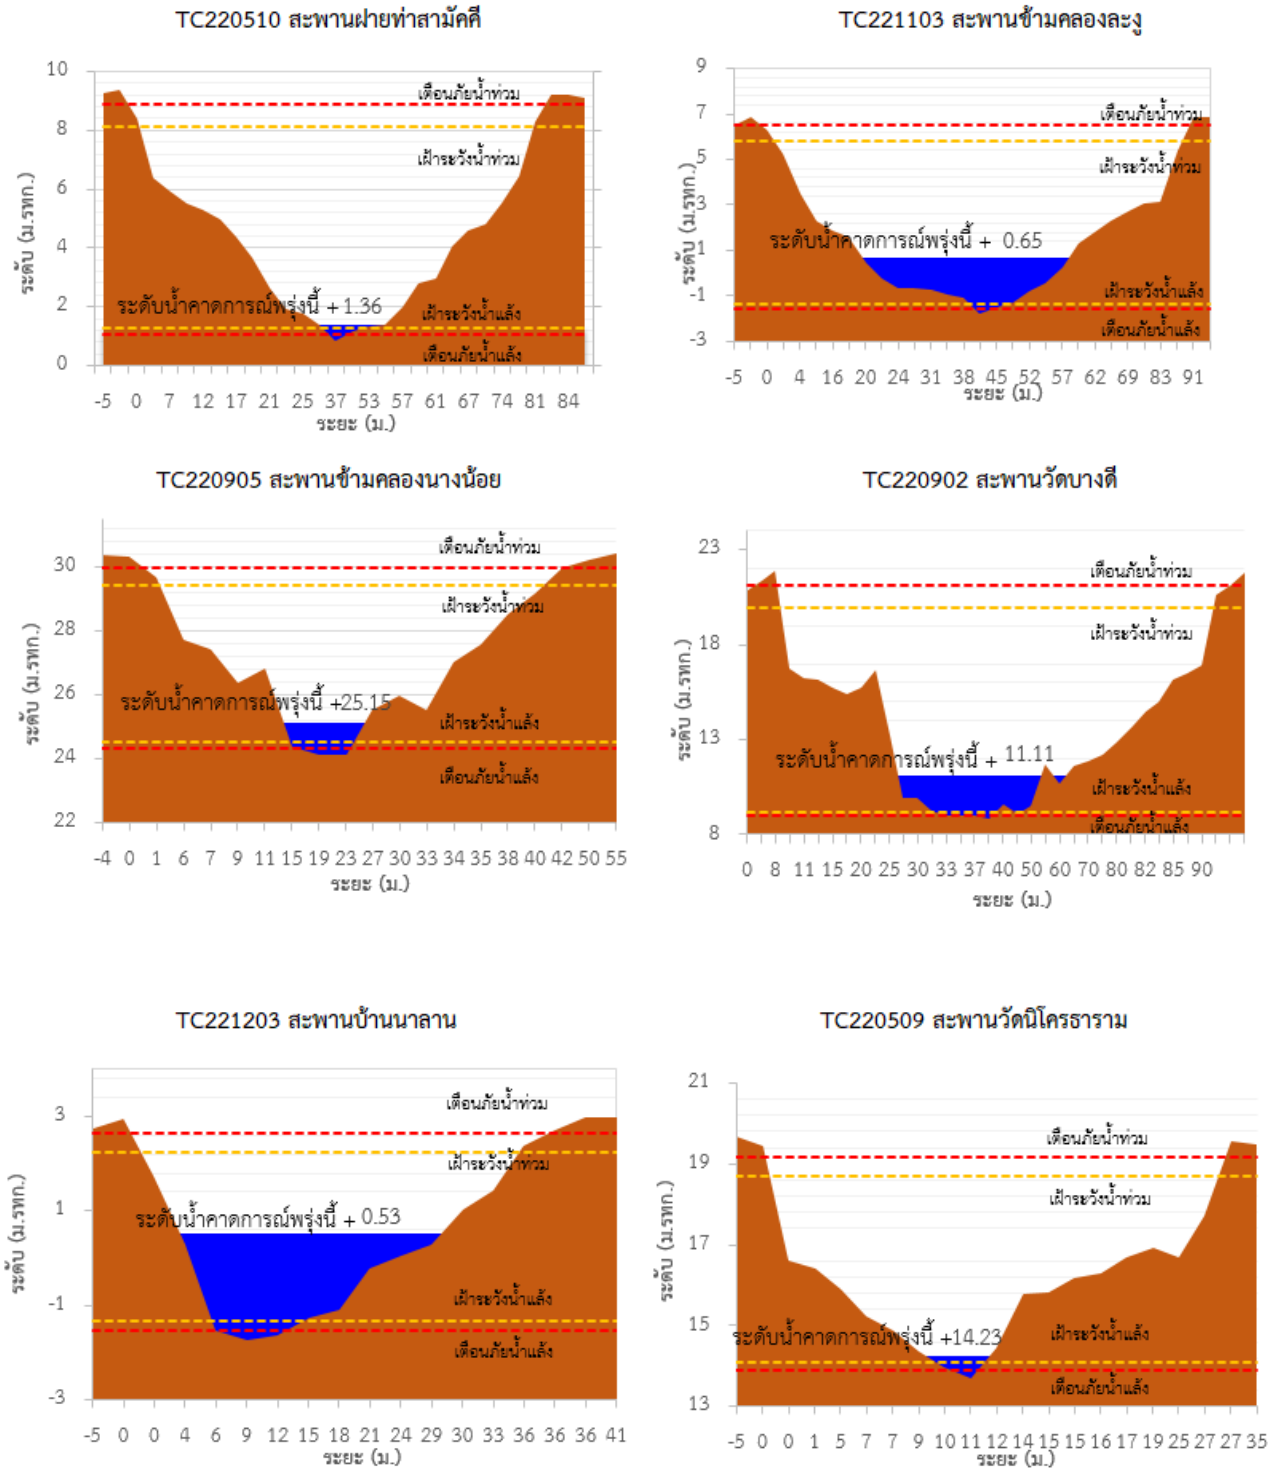 TC220510 สะพานฝายท่าสามัคคี
10
8
6
4
2
0
ระดับ (ม.รทก.)
เตือนภัยน้ำท่วม
เฝ้าระวังน้ำท่วม
ระดับน้ำคาดการณ์พรุ่งนี้ + 1.36
เฝ้าระวังน้ำแล้ง
เตือนภัยน้ำแล้ง
-5 0 7 12 17 21 25 37 53 57 61 67 74 81 84
ระยะ (ม.)
TC221103 สะพานข้ามคลองละงู
9
7
5
3
1
-1
-3
ระดับ (ม.รทก.)
เตือนภัยน้ำท่วม
เฝ้าระวังน้ำท่วม
ระดับน้ำคาดการณ์พรุ่งนี้ + 0.65
เฝ้าระวังน้ำแล้ง
เตือนภัยน้ำแล้ง
-5 0 4 16 20 24 31 38 45 52 57 62 69 83 91
ระยะ (ม.)
TC220905 สะพานข้ามคลองนางน้อย
30
28
26
24
22
ระดับ (ม.รทก.)
เตือนภัยน้ำท่วม
เฝ้าระวังน้ำท่วม
ระดับน้ำคาดการณ์พรุ่งนี้ +25.15
เฝ้าระวังน้ำแล้ง
เตือนภัยน้ำแล้ง
-4 0 1 6 7 9 11 15 19 23 27 30 33 34 35 38 40 42 50 55
ระยะ (ม.)
TC220902 สะพานวัดบางดี
23
18
13
8
ระดับ (ม.รทก.)
เตือนภัยน้ำท่วม
เฝ้าระวังน้ำท่วม
ระดับน้ำคาดการณ์พรุ่งนี้ + 11.11
เฝ้าระวังน้ำแล้ง
เตือนภัยน้ำแล้ง
0 8 11 15 20 25 33 37 40 50 60 70 80 82 85 90
ระยะ (ม.)
TC221203 สะพานบ้านนาลาน
3
1
-1
-3
ระดับ (ม.รทก.)
เตือนภัยน้ำท่วม
เฝ้าระวังน้ำท่วม
ระดับน้ำคาดการณ์พรุ่งนี้ + 0.53
เฝ้าระวังน้ำแล้ง
เตือนภัยน้ำแล้ง
-5 0 0 4 6 9 12 15 18 21 24 29 30 33 36 36 41
ระยะ (ม.)
TC220509 สะพานวัดนิโครธาราม
21
19
17
15
13
ระดับ (ม.รทก.)
เตือนภัยน้ำท่วม
เฝ้าระวังน้ำท่วม
ระดับน้ำคาดการณ์พรุ่งนี้ +14.23
เฝ้าระวังน้ำแล้ง
เตือนภัยน้ำแล้ง
-5 0 0 1 5 7 7 9 10 11 12 14 15 15 16 17 19 25 27 27 35
ระยะ (ม.)